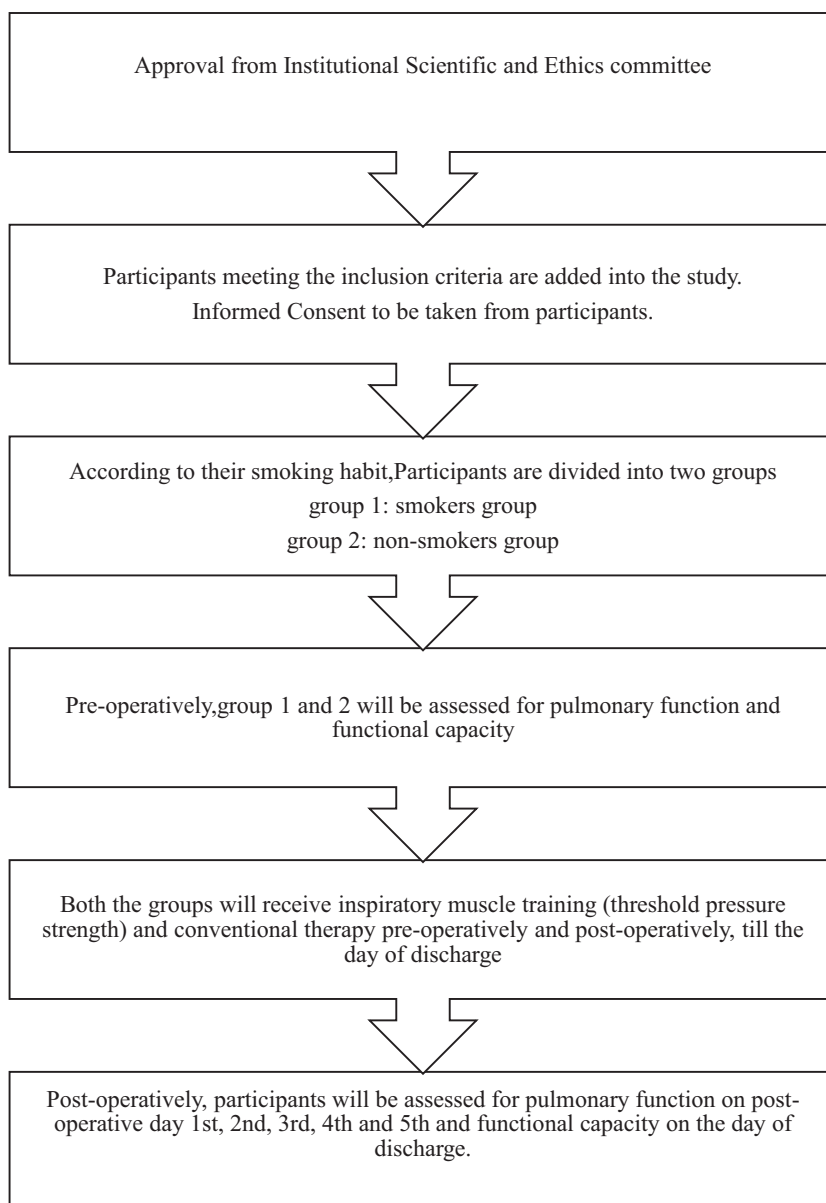 Approval from Institutional Scientific and Ethics committee
Participants meeting the inclusion criteria are added into the study.
Informed Consent to be taken from participants.
According to their smoking habit,Participants are divided into two groups
group 1: smokers group
group 2: non-smokers group
Pre-operatively,group 1 and 2 will be assessed for pulmonary function and
functional capacity
Both the groups will receive inspiratory muscle training (threshold pressure
strength) and conventional therapy pre-operatively and post-operatively, till the
day of discharge
Post-operatively, participants will be assessed for pulmonary function on post-
operative day 1st, 2nd, 3rd, 4th and 5th and functional capacity on the day of
discharge.